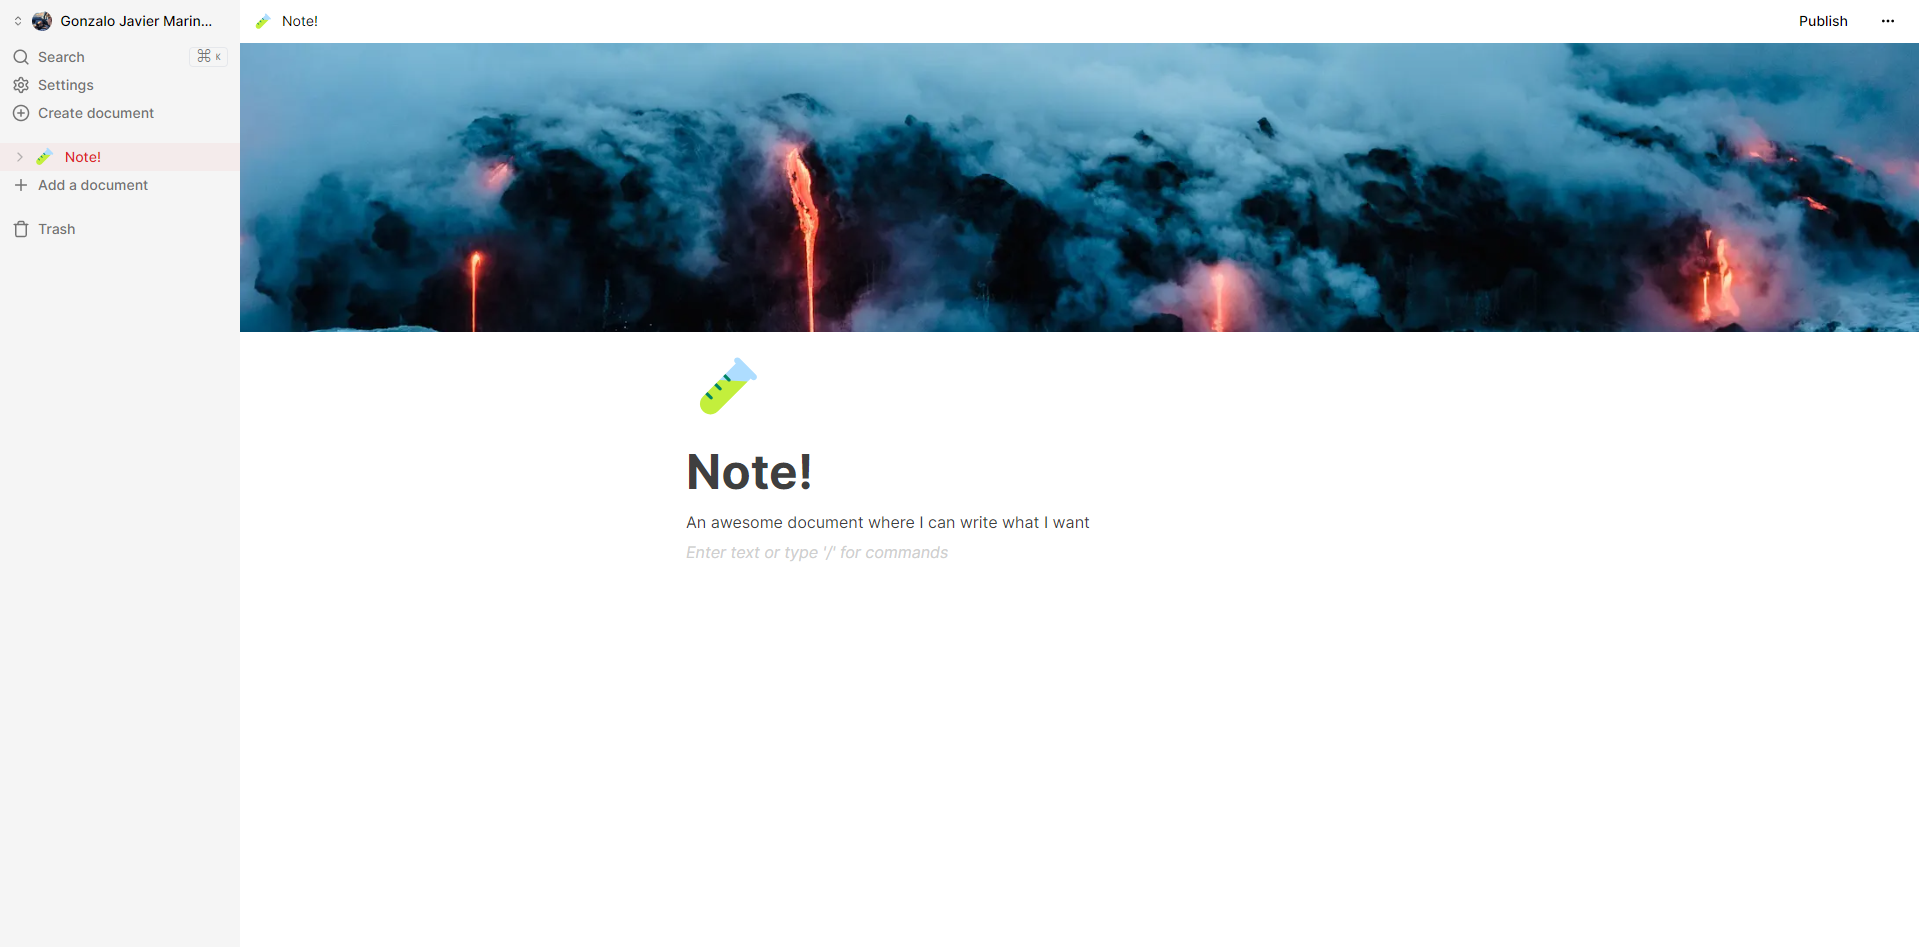 Gonzalo Javier Marin...
Search ⌘ K
Settings
Create document
Note!
Add a document
Trash
Note!
Publish
Note!
An awesome document where I can write what I want
Enter text or type '/' for commands